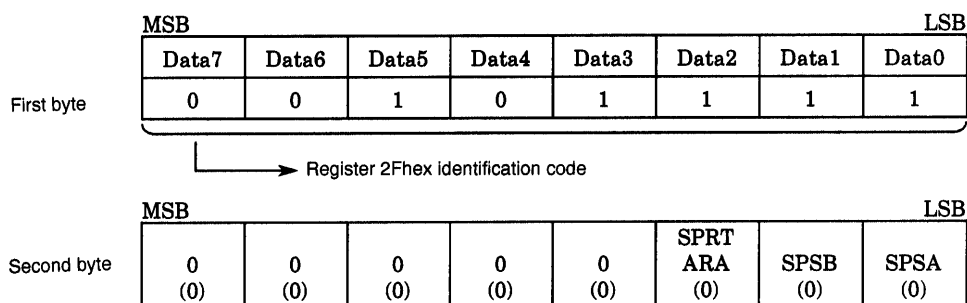 MSB LSB
Data7 Data6 Data5 Data4 Data3 Data2 Data1 Data0
First byte 0 0 1 0 1 1 1 1
Register 2Fhex identification code
MSB LSB
SPRT
Second byte 0 0 0 0 0 ARA SPSB SPSA
(0) (0) (0) (0) (0) (0) (0) (0)